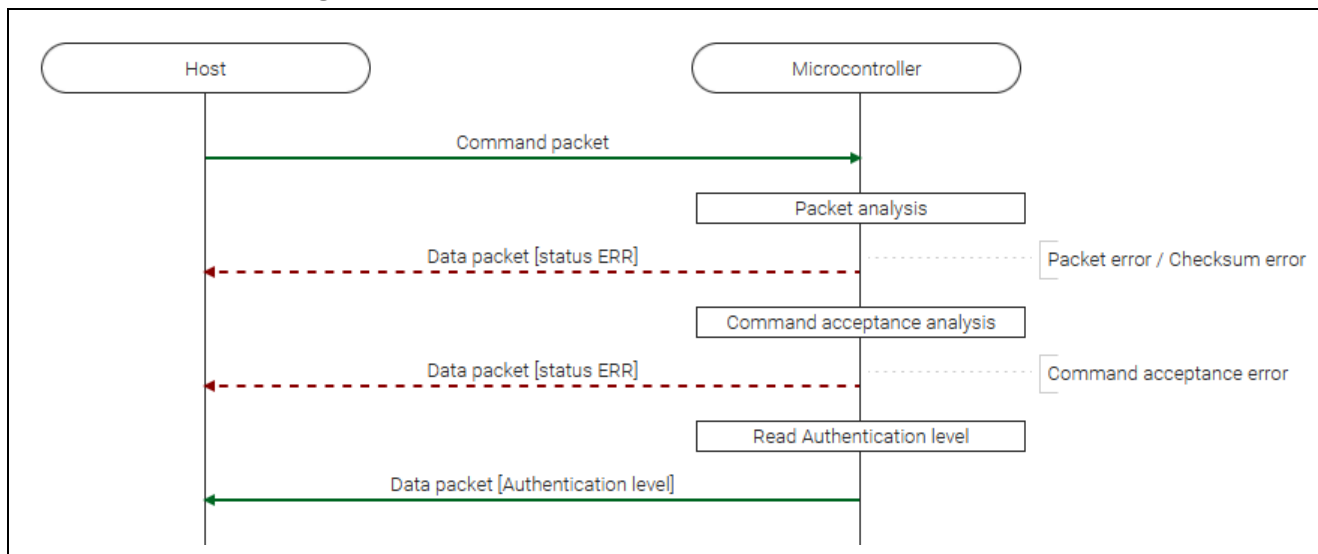 Host
Microcontroller
Command packet
Packet analysis
Data packet [status ERR]
Packet error / Checksum error
Command acceptance analysis
Data packet [status ERR]
Command acceptance error
Read Authentication level
Data packet [Authentication level]